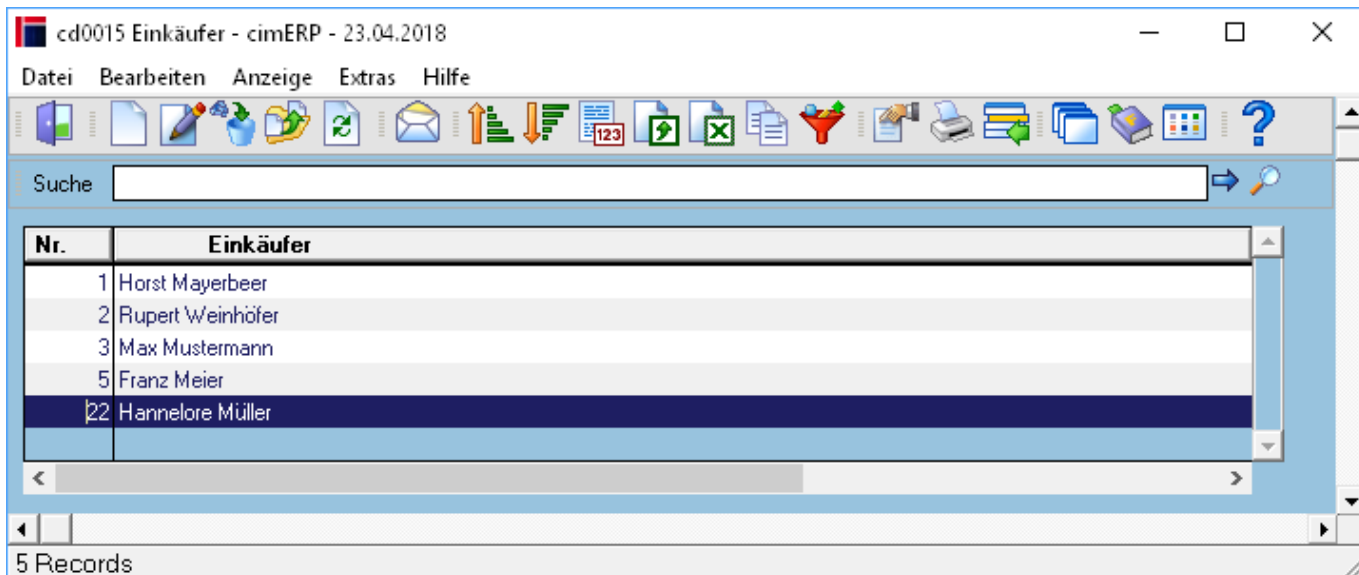 cd0015 Einkäufer - cimERP - 23.04.2018
Datei Bearbeiten Anzeige Extras Hilfe
123
Suche
Nr. Einkäufer
1 Horst Mayerbeer
2 Rupert Weinhöfer
3 Max Mustermann
5 Franz Meier
22 Hannelore Müller
5 Records